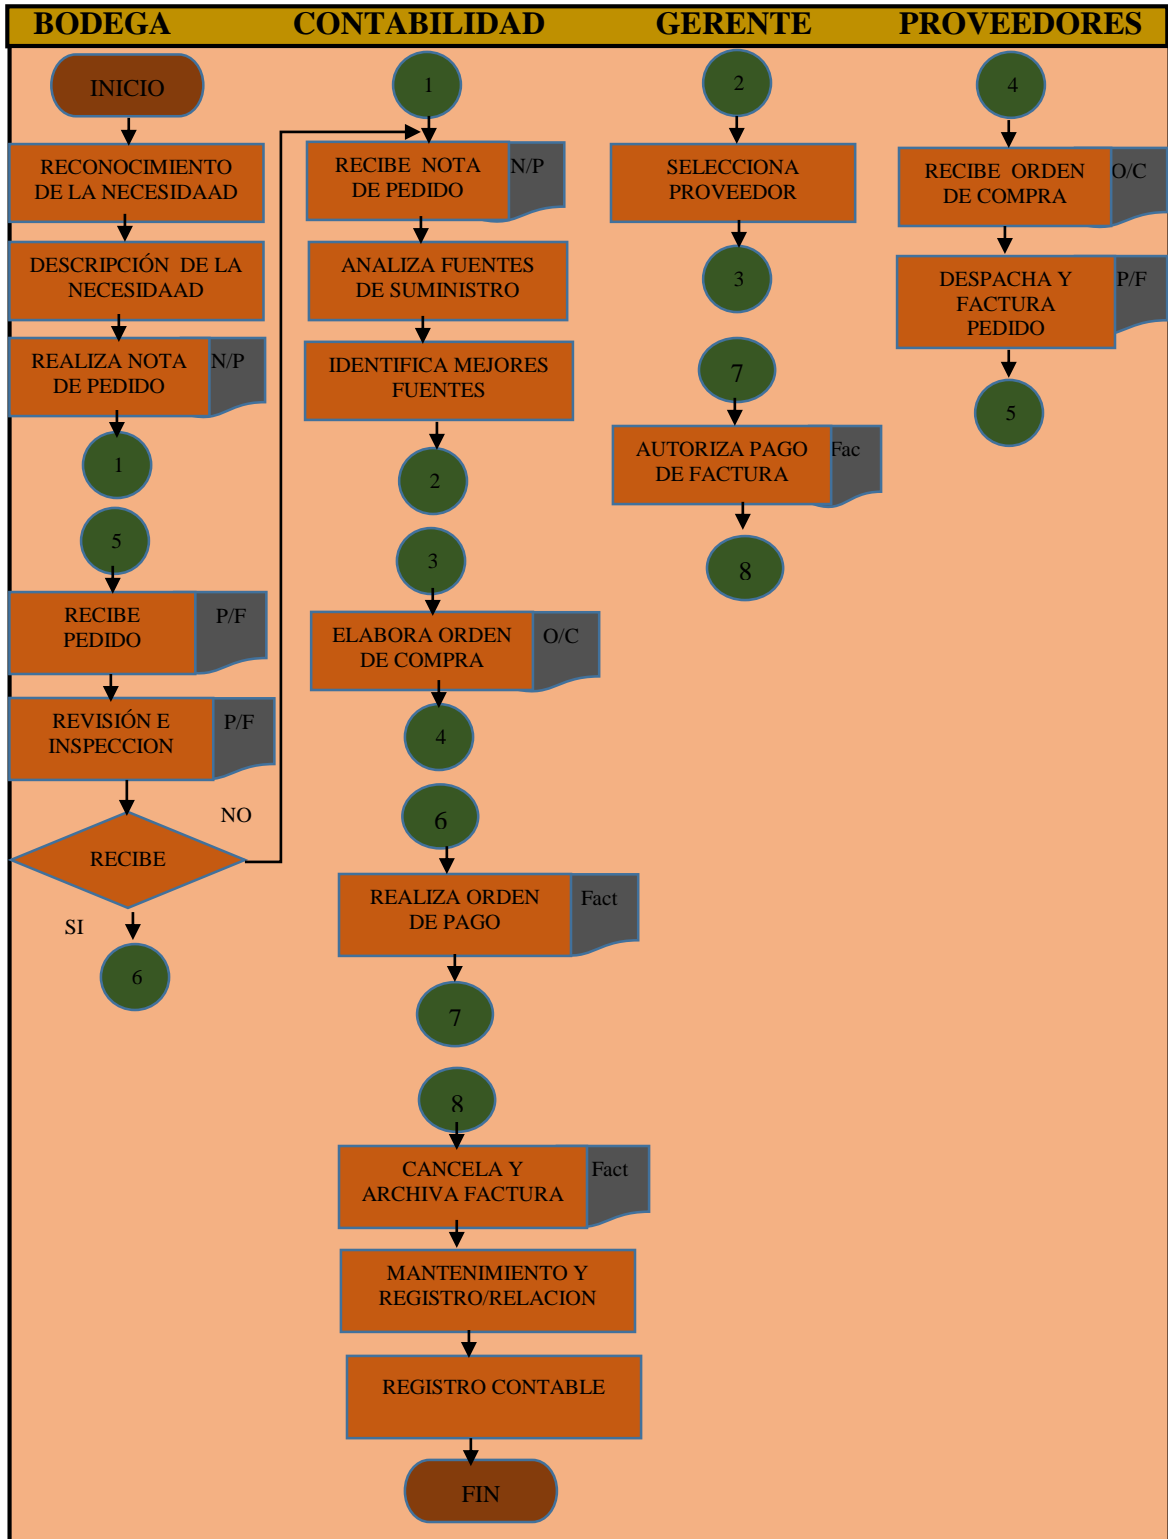 BODEGA CONTABILIDAD GERENTE PROVEEDORES
INICIO
RECONOCIMIENTO
DE LA NECESIDAAD
DESCRIPCIÓN DE LA
NECESIDAAD
REALIZA NOTA
DE PEDIDO
N/P
1
5
RECIBE
PEDIDO
P/F
REVISIÓN E
INSPECCION
P/F
NO
RECIBE
SI
6
1
RECIBE NOTA
DE PEDIDO
N/P
ANALIZA FUENTES
DE SUMINISTRO
IDENTIFICA MEJORES
FUENTES
2
3
ELABORA ORDEN
DE COMPRA
O/C
4
6
REALIZA ORDEN
DE PAGO
Fact
7
8
CANCELA Y
ARCHIVA FACTURA
Fact
MANTENIMIENTO Y
REGISTRO/RELACION
REGISTRO CONTABLE
FIN
2
SELECCIONA
PROVEEDOR
3
7
AUTORIZA PAGO
DE FACTURA
Fac
8
4
RECIBE ORDEN
DE COMPRA
O/C
DESPACHA Y
FACTURA
PEDIDO
P/F
5